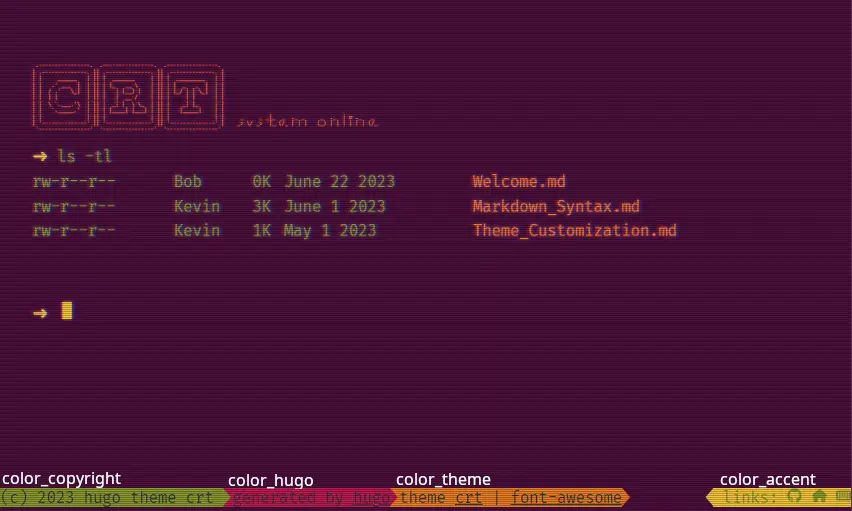 CRT system online
➜ ls -tl
rw-r--r-- Bob 0K June 22 2023 Welcome.md
rw-r--r-- Kevin 3K June 1 2023 Markdown_Syntax.md
rw-r--r-- Kevin 1K May 1 2023 Theme_Customization.md
➜
color_copyright color_hugo color_theme color_accent
(c) 2023 hugo theme crt generated by hugo theme crt | font-awesome links: